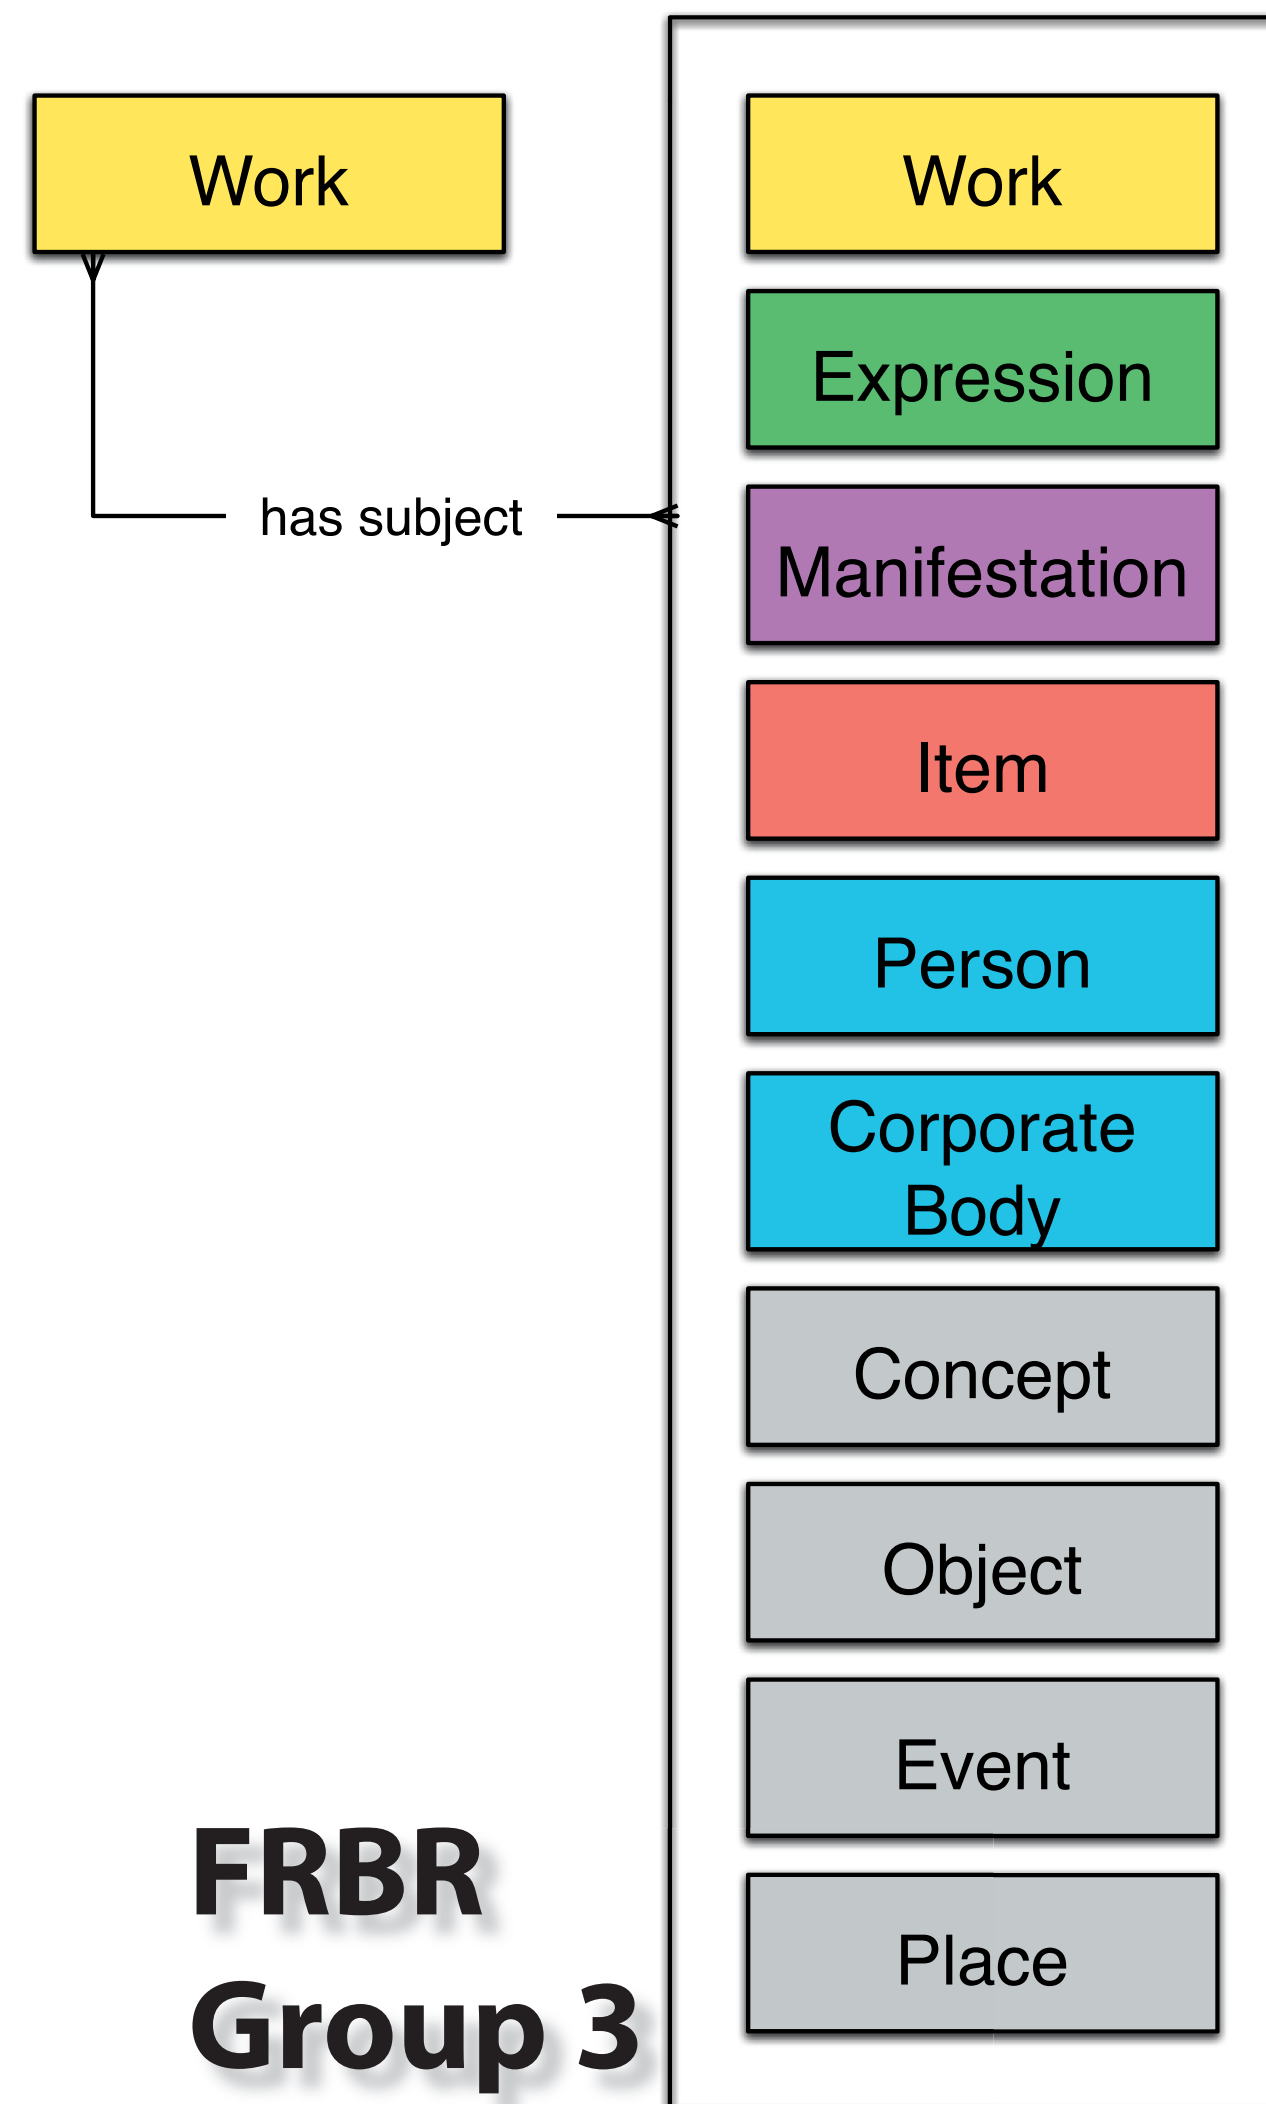 Work
has subject
Work
Expression
Manifestation
Item
Person
Corporate
Body
Concept
Object
Event
Place
FRBR
Group 3